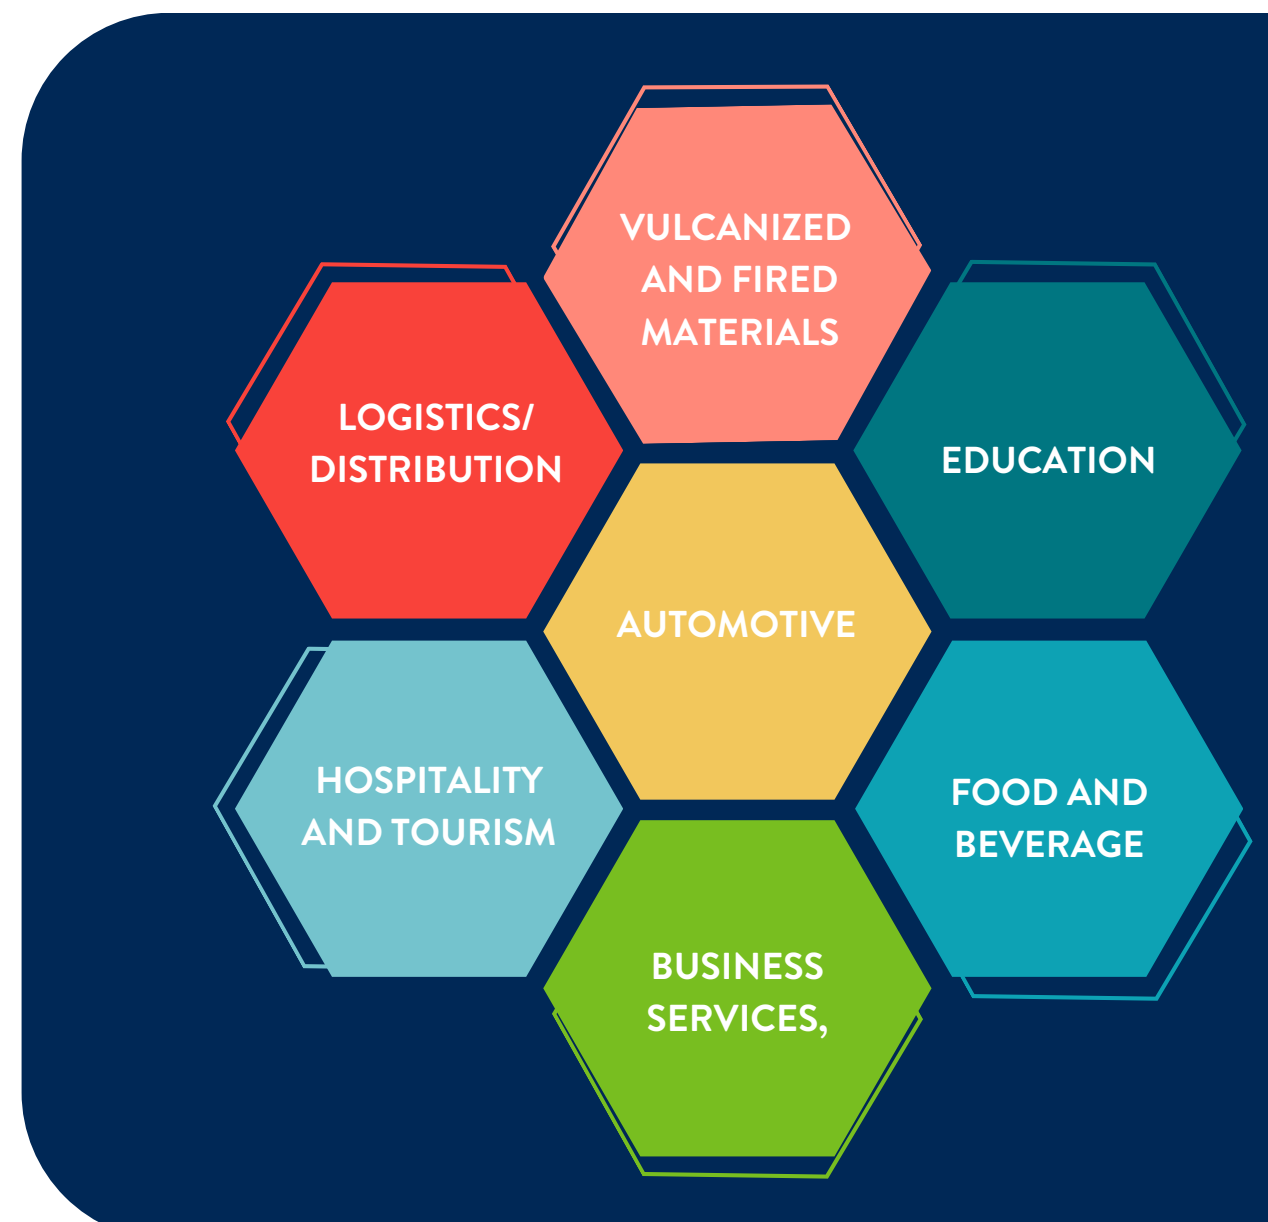 VULCANIZED
AND FIRED
MATERIALS
LOGISTICS/
DISTRIBUTION
EDUCATION
AUTOMOTIVE
HOSPITALITY
AND TOURISM
FOOD AND
BEVERAGE
BUSINESS
SERVICES,